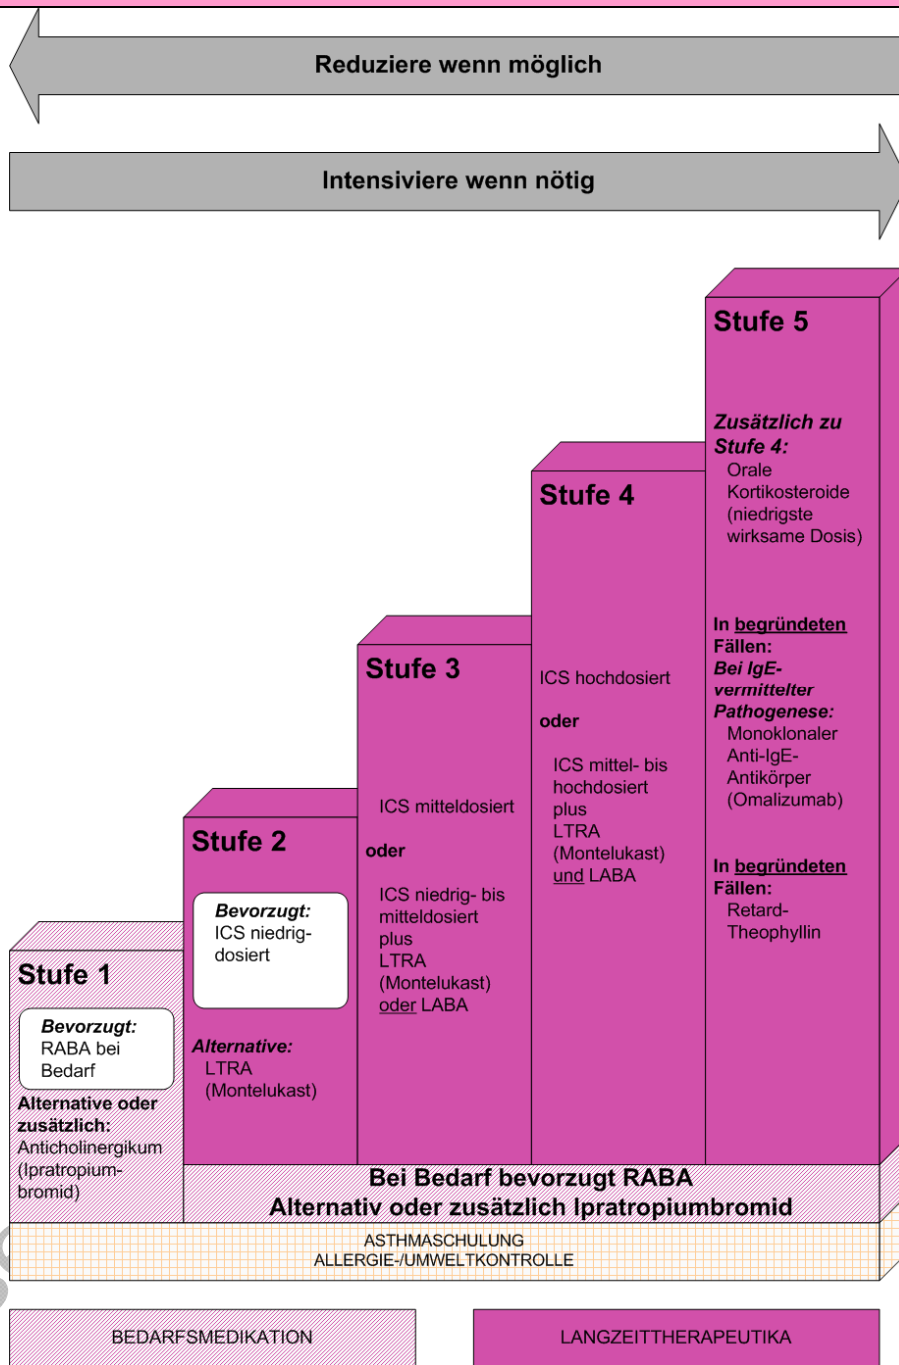 Reduziere wenn möglich
Intensiviere wenn nötig
Stufe 1
Bevorzugt:
RABA bei
Bedarf
Alternative oder
zusätzlich:
Anticholinergikum
(Ipratropium-
bromid)
Stufe 2
Bevorzugt:
ICS niedrig-
dosiert
Alternative:
LTRA
(Montelukast)
Stufe 3
ICS mitteldosiert
oder
ICS niedrig- bis
mitteldosiert
plus
LTRA
(Montelukast)
oder LABA
Stufe 4
ICS hochdosiert
oder
ICS mittel- bis
hochdosiert
plus
LTRA
(Montelukast)
und LABA
Stufe 5
Zusätzlich zu
Stufe 4:
Orale
Kortikosteroide
(niedrigste
wirksame Dosis)
In begründeten
Fällen:
Bei IgE-
vermittelter
Pathogenese:
Monoklonaler
Anti-IgE-
Antikörper
(Omalizumab)
In begründeten
Fällen:
Retard-
Theophyllin
Bei Bedarf bevorzugt RABA
Alternativ oder zusätzlich Ipratropiumbromid
ASTHMASCHULUNG
ALLERGIE-/UMWELTKONTROLLE
BEDARFSMEDIKATION
LANGZEITTHERAPEUTIKA